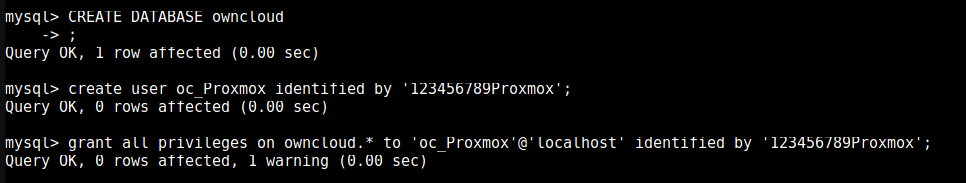 mysql> CREATE DATABASE owncloud
    -> ;
Query OK, 1 row affected (0.00 sec)
mysql> create user oc_Proxmox identified by '123456789Proxmox';
Query OK, 0 rows affected (0.00 sec)
mysql> grant all privileges on owncloud.* to 'oc_Proxmox'@'localhost' identified by '123456789Proxmox';
Query OK, 0 rows affected, 1 warning (0.00 sec)